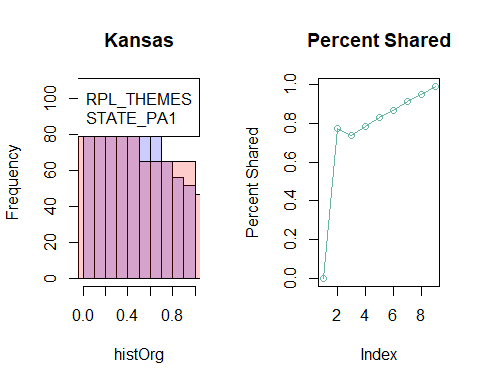 Kansas
RPL_THEMES
STATE_PA1
Frequency
0 20 40 60 80 100
0.0 0.4 0.8
histOrg
Percent Shared
Percent Shared
0.0 0.2 0.4 0.6 0.8 1.0
2 4 6 8
Index